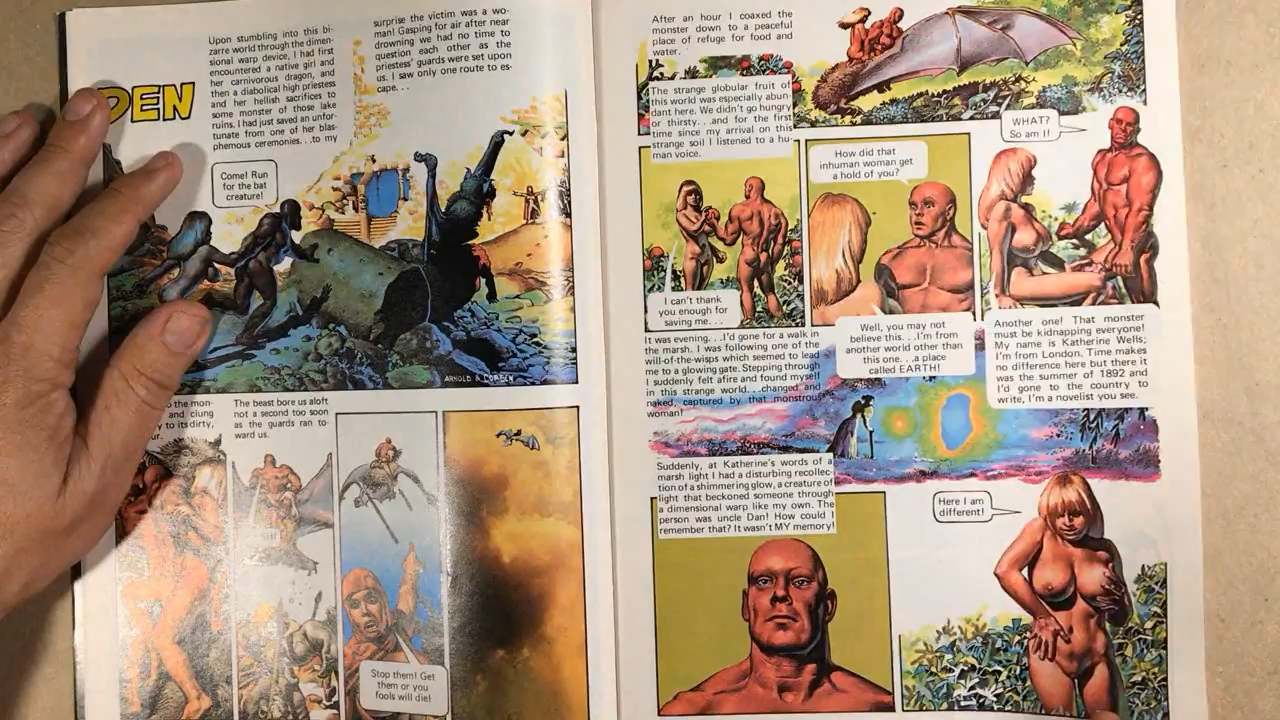 DEN
Upon stumbling into this bi-
zarre world through the dimen-
sional warp device, I had first
encountered a native girl and
her carnivorous dragon, and
then a diabolical high priestess
and her hellish sacrifices to
some monster of those lake
ruins. I had just saved an unfor-
tunate from one of her blas-
phemous ceremonies. . .to my
surprise the victim was a wo-
man! Gasping for air after near
drowning we had no time to
question each other as the
priestess' guards were set upon
us. I saw only one route to es-
cape. . .
Come! Run
for the bat
creature!
ARNOLD & CORBEN
the mon-
and clung
to its dirty,
The beast bore us aloft
not a second too soon
as the guards ran to-
ward us.
Stop them! Get
them or you
fools will die!
After an hour I coaxed the
monster down to a peaceful
place of refuge for food and
water.
The strange globular fruit of
this world was especially abun-
dant here. We didn't go hungry
or thirsty. . .and for the first
time since my arrival on this
strange soil I listened to a hu-
man voice.
I can't thank
you enough for
saving me. . .
How did that
inhuman woman get
a hold of you?
Well, you may not
believe this. . .I'm from
another world other than
this one. . .a place
called EARTH!
WHAT?
So am I!
Another one! That monster
must be kidnapping everyone!
My name is Katherine Wells;
I'm from London. Time makes
no difference here but there it
was the summer of 1892 and
I'd gone to the country to
write, I'm a novelist you see.
It was evening. . .I'd gone for a walk in
the marsh. I was following one of the
will-of-the-wisps which seemed to lead
me to a glowing gate. Stepping through
I suddenly felt afire and found myself
in this strange world. . .changed and
naked, captured by that monstrous
woman!
Suddenly, at Katherine's words of a
marsh light I had a disturbing recollec-
tion of a shimmering glow, a creature of
light that beckoned someone through
a dimensional warp like my own. The
person was uncle Dan! How could I
remember that? It wasn't MY memory!
Here I am
different!